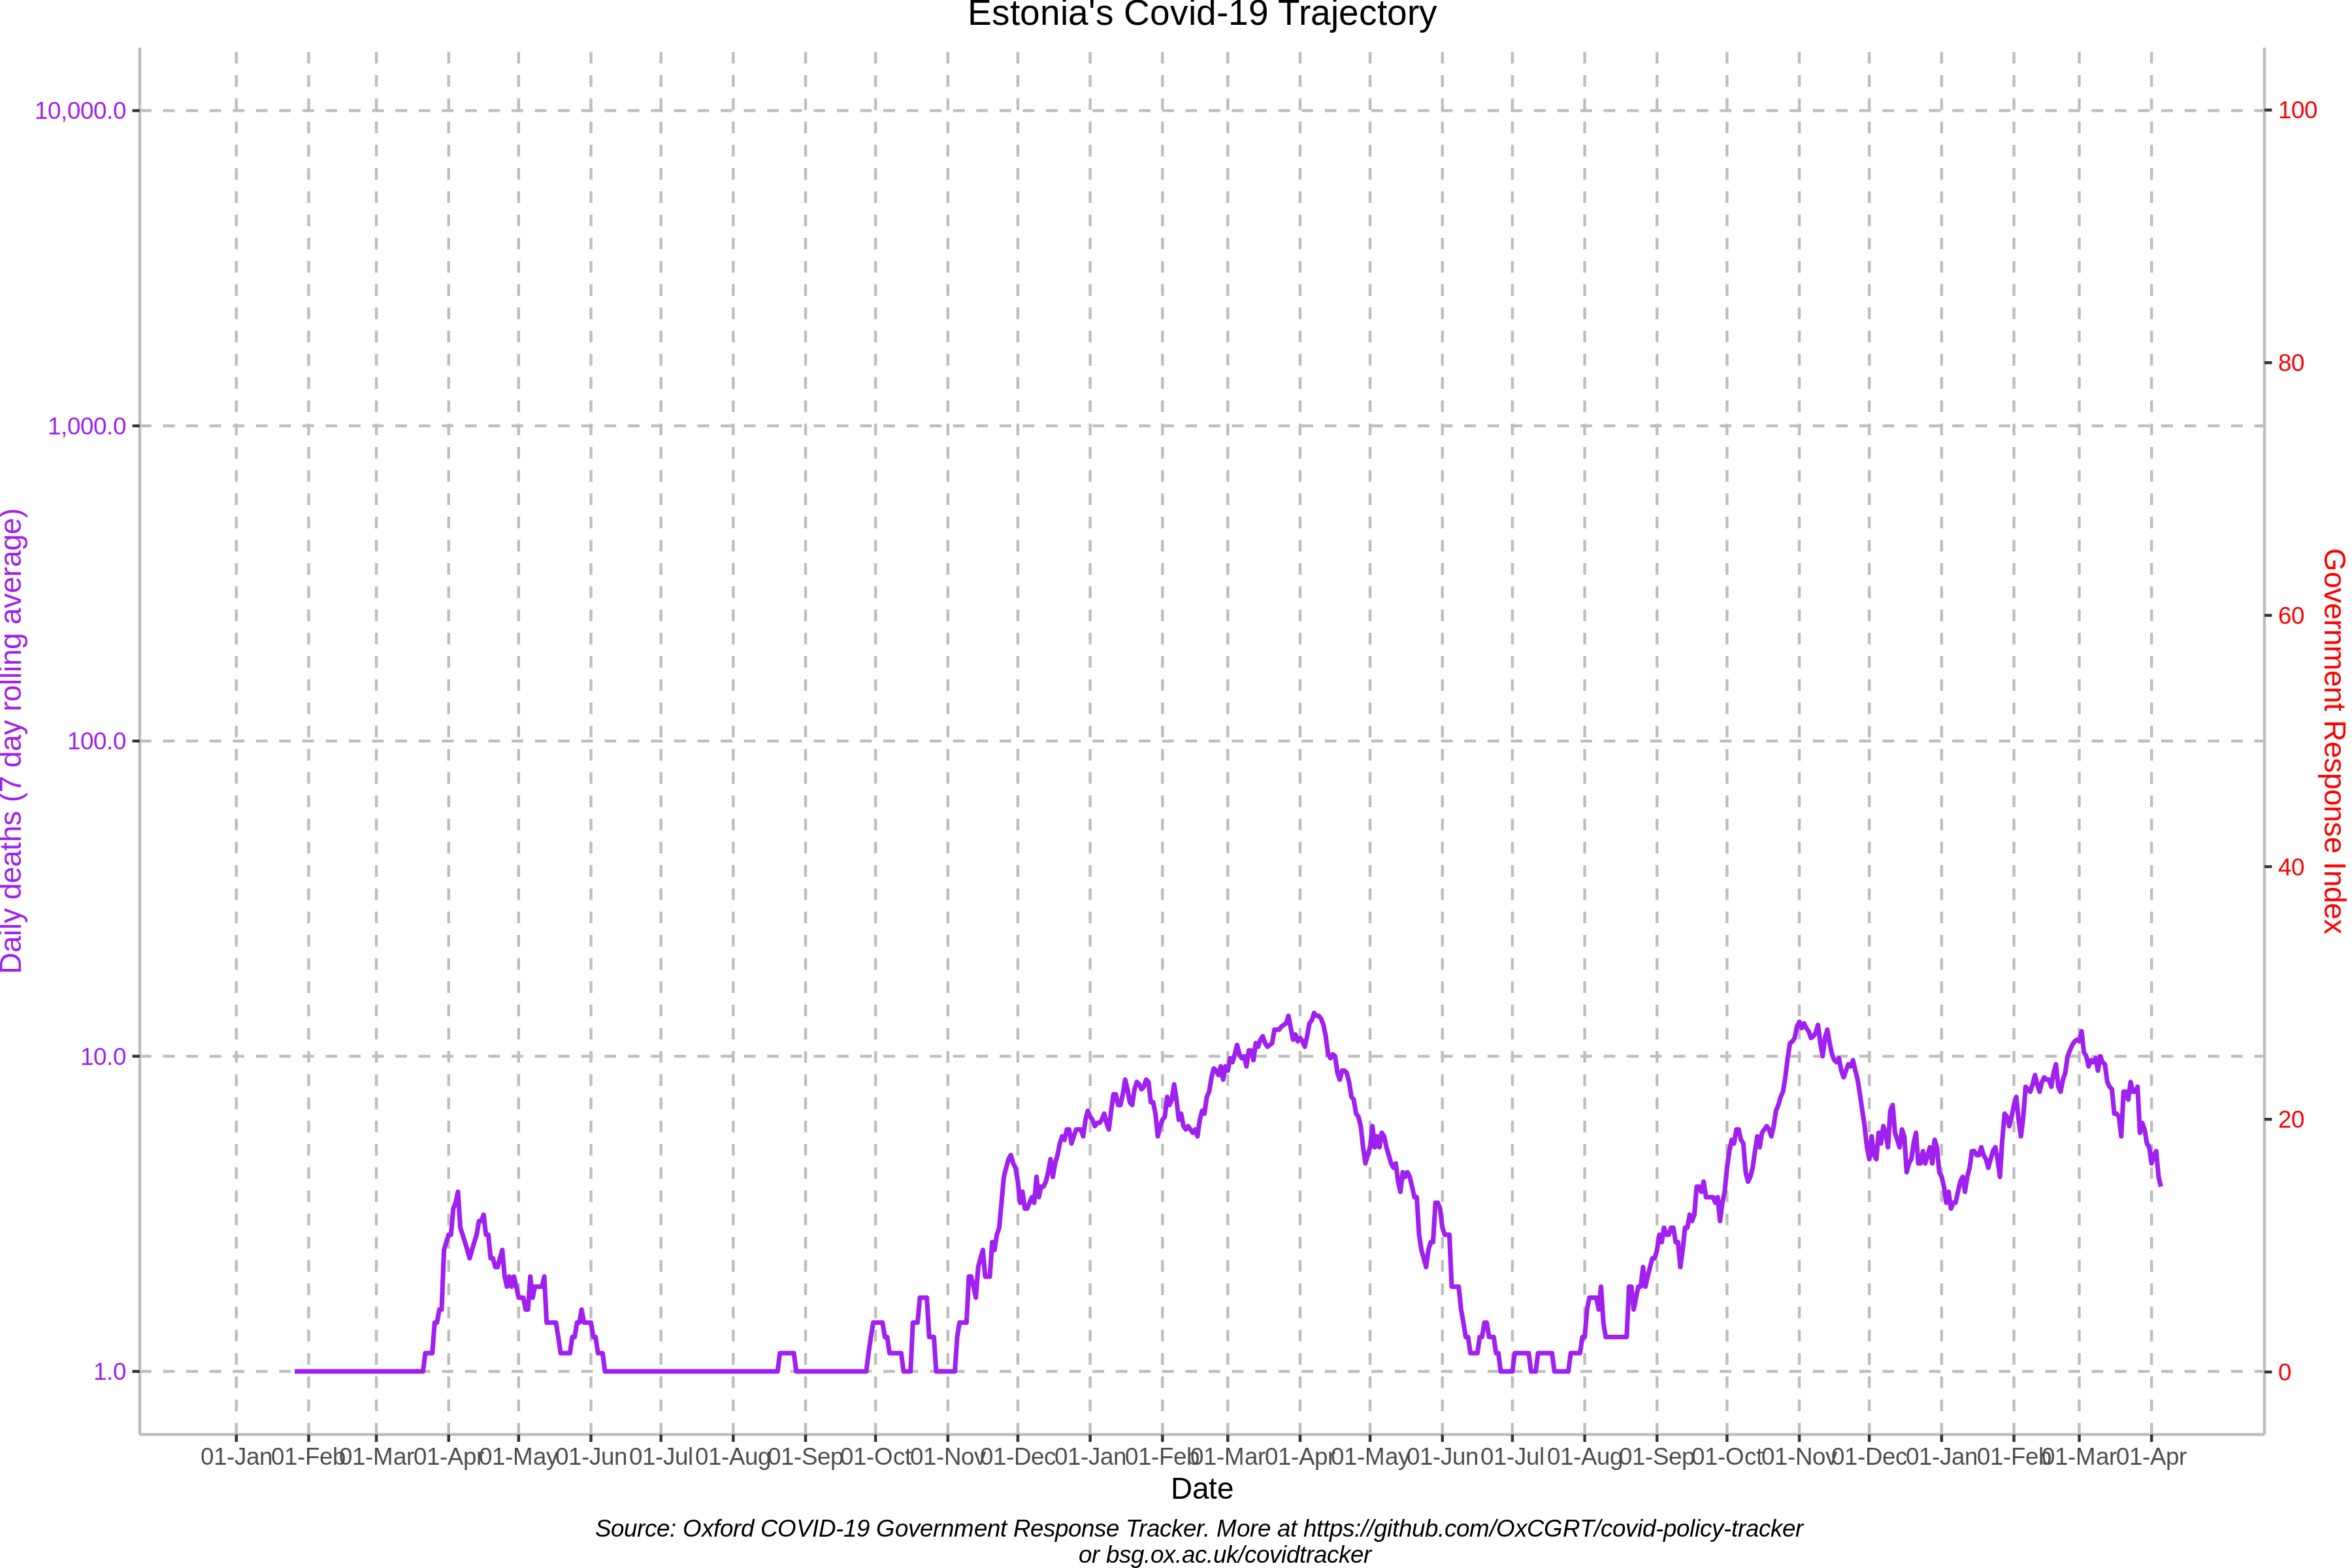 Estonia's Covid-19 Trajectory
10,000.0
1,000.0
100.0
10.0
1.0
Daily deaths (7 day rolling average)
100
80
60
40
20
0
Government Response Index
01-Jan 01-Feb 01-Mar 01-Apr 01-May 01-Jun 01-Jul 01-Aug 01-Sep 01-Oct 01-Nov 01-Dec 01-Jan 01-Feb 01-Mar 01-Apr 01-May 01-Jun 01-Jul 01-Aug 01-Sep 01-Oct 01-Nov 01-Dec 01-Jan 01-Feb 01-Mar 01-Apr
Date
Source: Oxford COVID-19 Government Response Tracker. More at https://github.com/OxCGRT/covid-policy-tracker
or bsg.ox.ac.uk/covidtracker